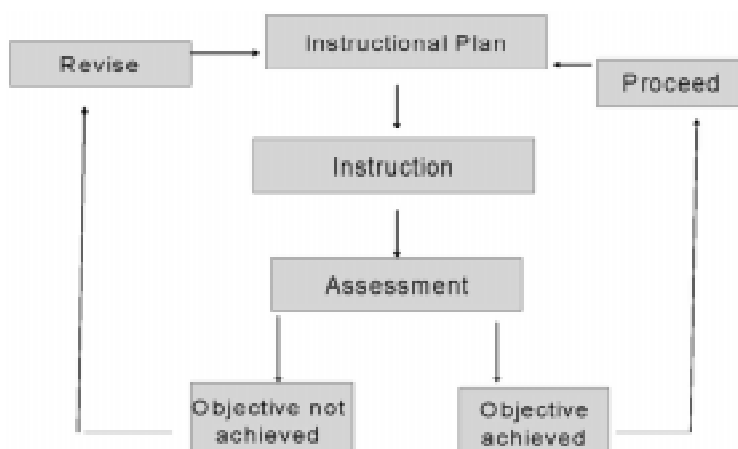 Instructional Plan
Revise
Proceed
Instruction
Assessment
Objective not
achieved
Objective
achieved